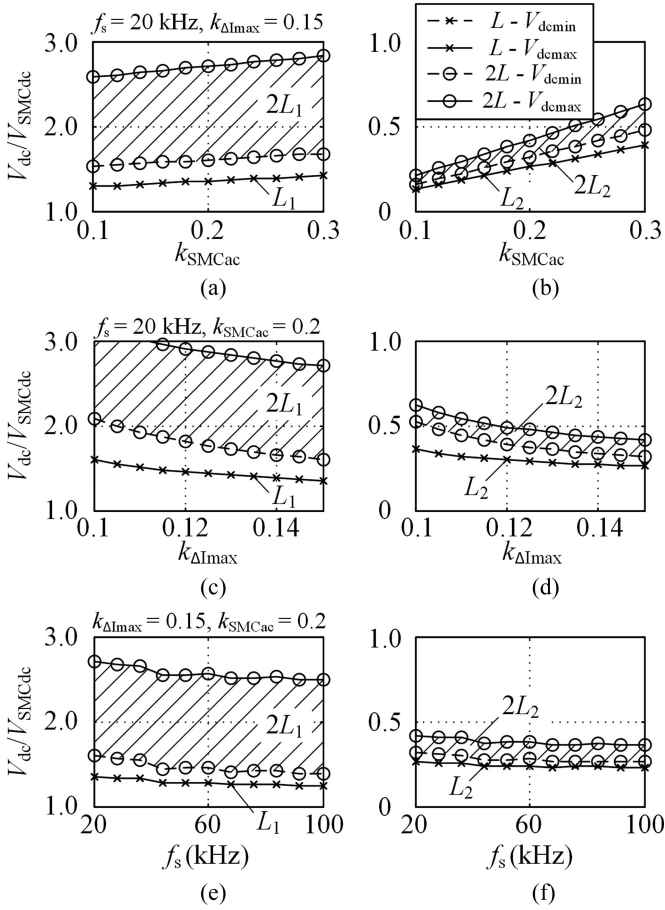 fs = 20 kHz, kΔImax = 0.15
Vdc/VSMCdc
3.0
2.0
1.0
2L1
L1
0.1
0.2
0.3
kSMCac
(a)
L - Vdcmin
L - Vdcmax
2L - Vdcmin
2L - Vdcmax
1.0
0.5
0
L2
2L2
0.1
0.2
0.3
kSMCac
(b)
fs = 20 kHz, kSMCac = 0.2
Vdc/VSMCdc
3.0
2.0
1.0
2L1
L1
0.1
0.12
0.14
kΔImax
(c)
1.0
0.5
0
2L2
L2
0.1
0.12
0.14
kΔImax
(d)
kΔImax = 0.15, kSMCac = 0.2
Vdc/VSMCdc
3.0
2.0
1.0
2L1
L1
20
60
100
fs (kHz)
(e)
1.0
0.5
0
2L2
L2
20
60
100
fs (kHz)
(f)